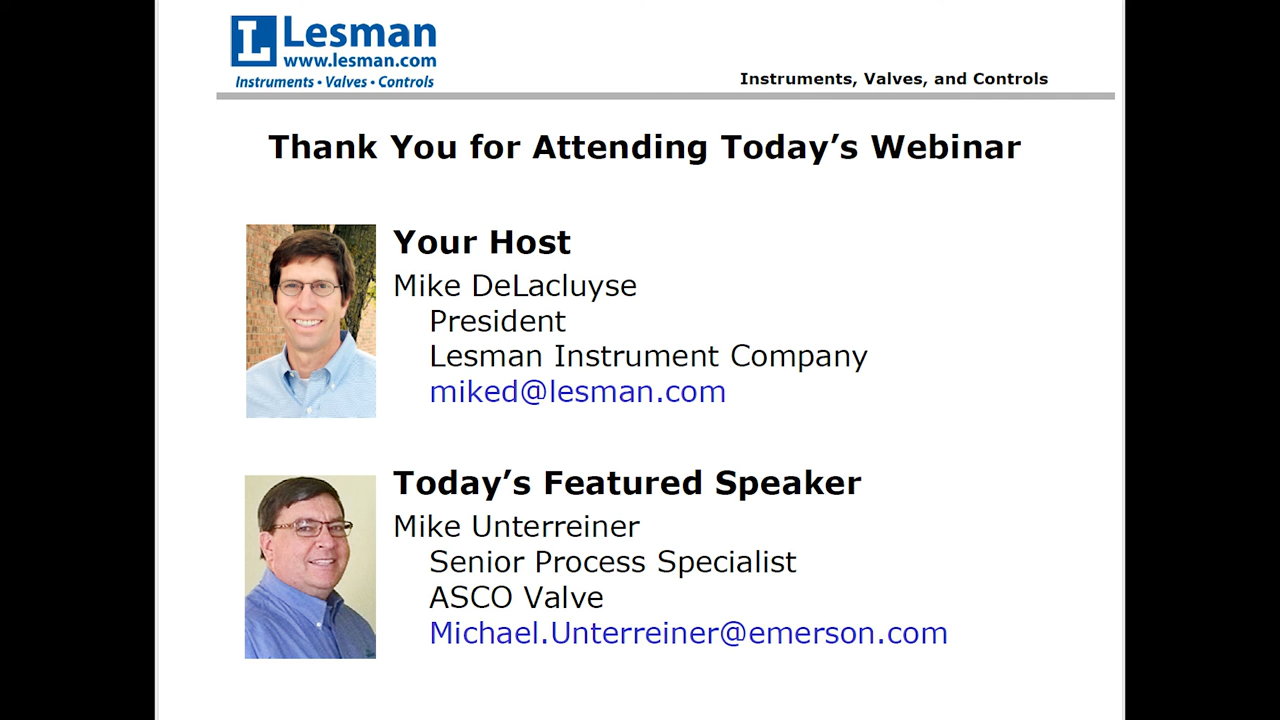 L Lesman
www.lesman.com
Instruments • Valves • Controls
Instruments, Valves, and Controls
Thank You for Attending Today’s Webinar
Your Host
Mike DeLacluyse
President
Lesman Instrument Company
miked@lesman.com
Today’s Featured Speaker
Mike Unterreiner
Senior Process Specialist
ASCO Valve
Michael.Unterreiner@emerson.com